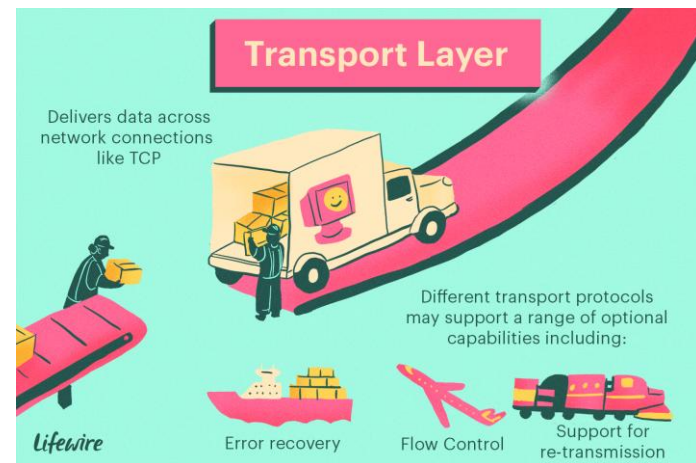 Transport Layer
Delivers data across
network connections
like TCP
Different transport protocols
may support a range of optional
capabilities including:
Error recovery
Flow Control
Support for
re-transmission
lifewire